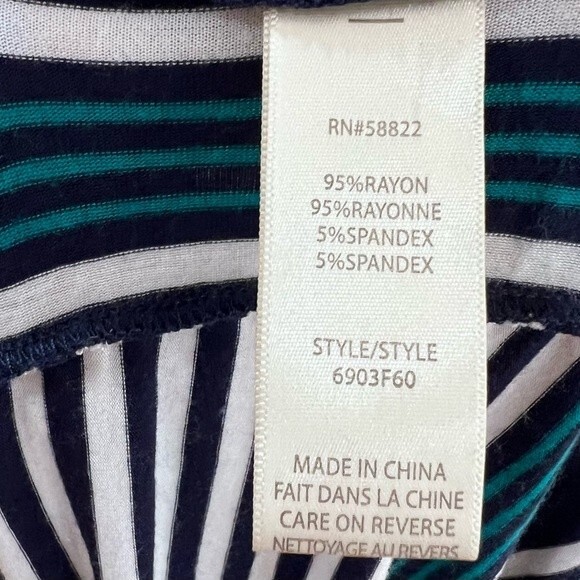 RN#58822
95%RAYON
95%RAYONNE
5%SPANDEX
5%SPANDEX
STYLE/STYLE
6903F60
MADE IN CHINA
FAIT DANS LA CHINE
CARE ON REVERSE
NETTOYAGE AU REVERS